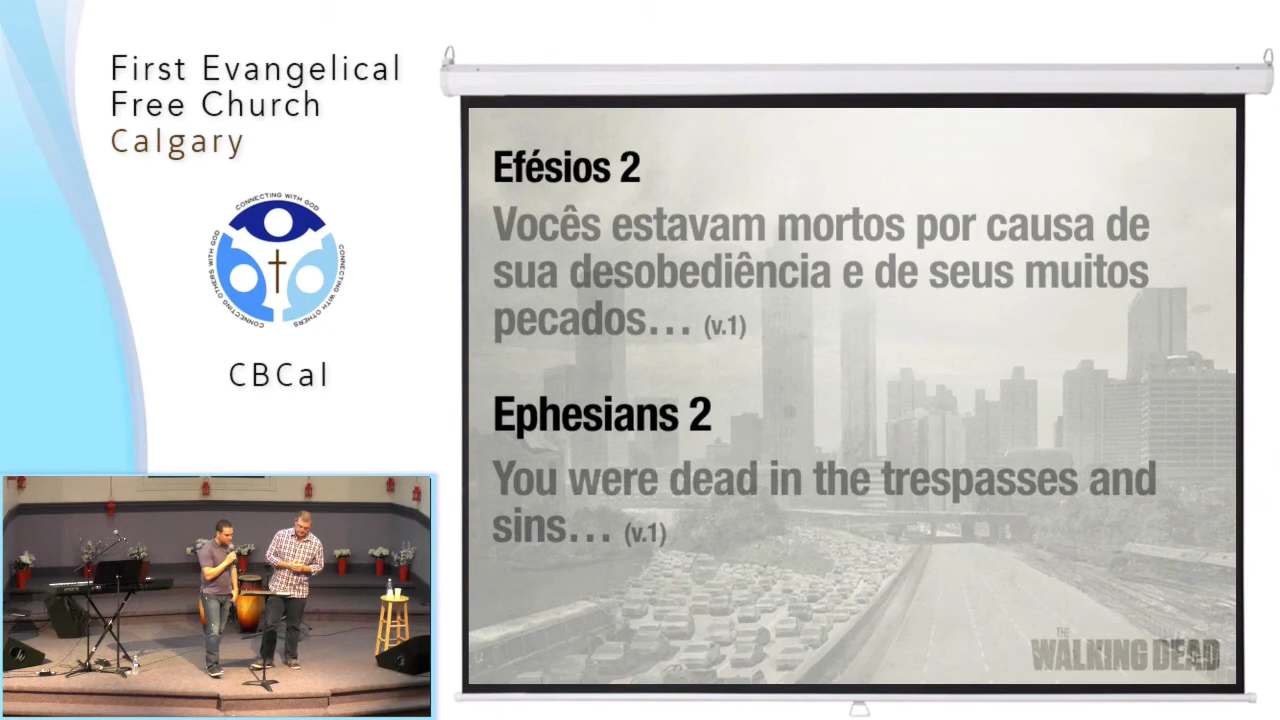 First Evangelical
Free Church
Calgary
CONNECTING WITH GOD
CONNECTING WITH OTHERS
CONNECTING OTHERS WITH GOD
CBCal
Efésios 2
Vocês estavam mortos por causa de
sua desobediência e de seus muitos
pecados… (v.1)
Ephesians 2
You were dead in the trespasses and
sins… (v.1)
THE
WALKING DEAD